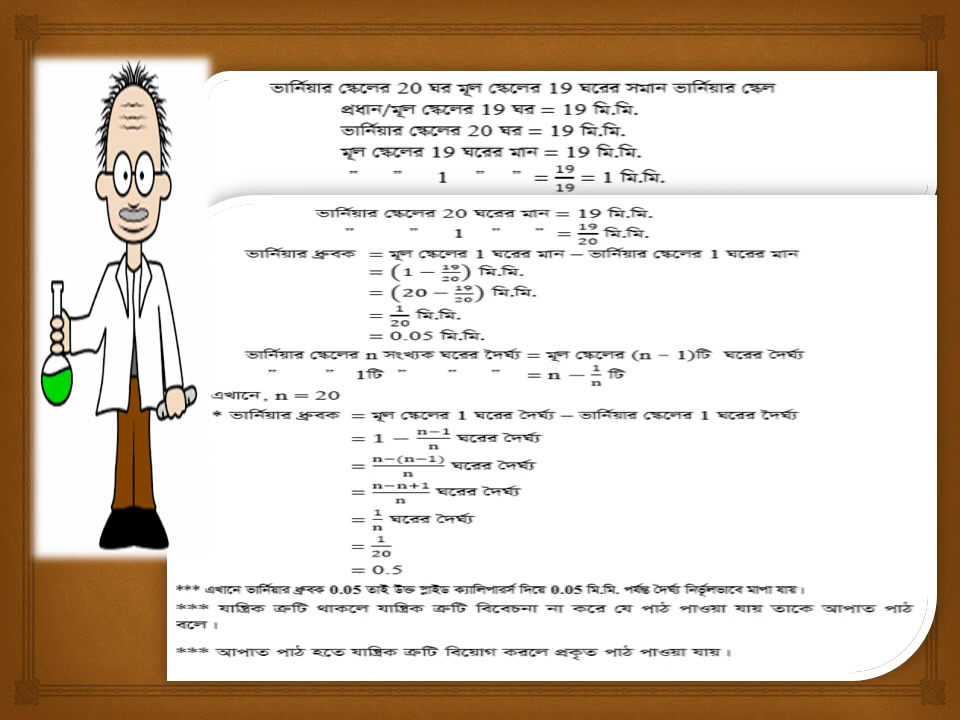 ভার্নিয়ার স্কেলের 20 ঘর মূল স্কেলের 19 ঘরের সমান ভার্নিয়ার স্কেল
প্রধান/মূল স্কেলের 19 ঘর = 19 মি.মি.
ভার্নিয়ার স্কেলের 20 ঘর = 19 মি.মি.
মূল স্কেলের 19 ঘরের মান = 19 মি.মি.
" " 1 " " = 19/19 = 1 মি.মি.
ভার্নিয়ার স্কেলের 20 ঘরের মান = 19 মি.মি.
" " 1 " " = 19/20 মি.মি.
ভার্নিয়ার ধ্রুবক = মূল স্কেলের 1 ঘরের মান – ভার্নিয়ার স্কেলের 1 ঘরের মান
= (1 – 19/20) মি.মি.
= (20 – 19/20) মি.মি.
= 1/20 মি.মি.
= 0.05 মি.মি.
ভার্নিয়ার স্কেলের n সংখ্যক ঘরের দৈর্ঘ্য = মূল স্কেলের (n – 1)টি ঘরের দৈর্ঘ্য
" " 1টি " " " = n – 1/n টি
এখানে, n = 20
* ভার্নিয়ার ধ্রুবক = মূল স্কেলের 1 ঘরের দৈর্ঘ্য – ভার্নিয়ার স্কেলের 1 ঘরের দৈর্ঘ্য
= 1 – n–1/n ঘরের দৈর্ঘ্য
= n–(n–1)/n ঘরের দৈর্ঘ্য
= n–n+1/n ঘরের দৈর্ঘ্য
= 1/n ঘরের দৈর্ঘ্য
= 1/20
= 0.5
*** এখানে ভার্নিয়ার ধ্রুবক 0.05 তাই উক্ত স্লাইড ক্যালিপারর্স দিয়ে 0.05 মি.মি. পর্যন্ত দৈর্ঘ্য নির্ভূলভাবে মাপা যায়।
*** যান্ত্রিক ত্রুটি থাকলে যান্ত্রিক ত্রুটি বিবেচনা না করে যে পাঠ পাওয়া যায় তাকে আপাত পাঠ
বলে।
*** আপাত পাঠ হতে যান্ত্রিক ত্রুটি বিয়োগ করলে প্রকৃত পাঠ পাওয়া যায়।